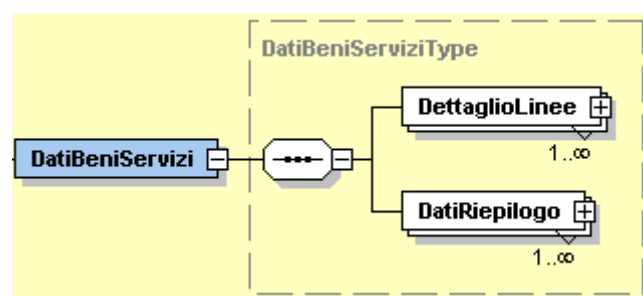 DatiBeniServiziType
DettaglioLinee
1..∞
DatiBeniServizi
DatiRiepilogo
1..∞